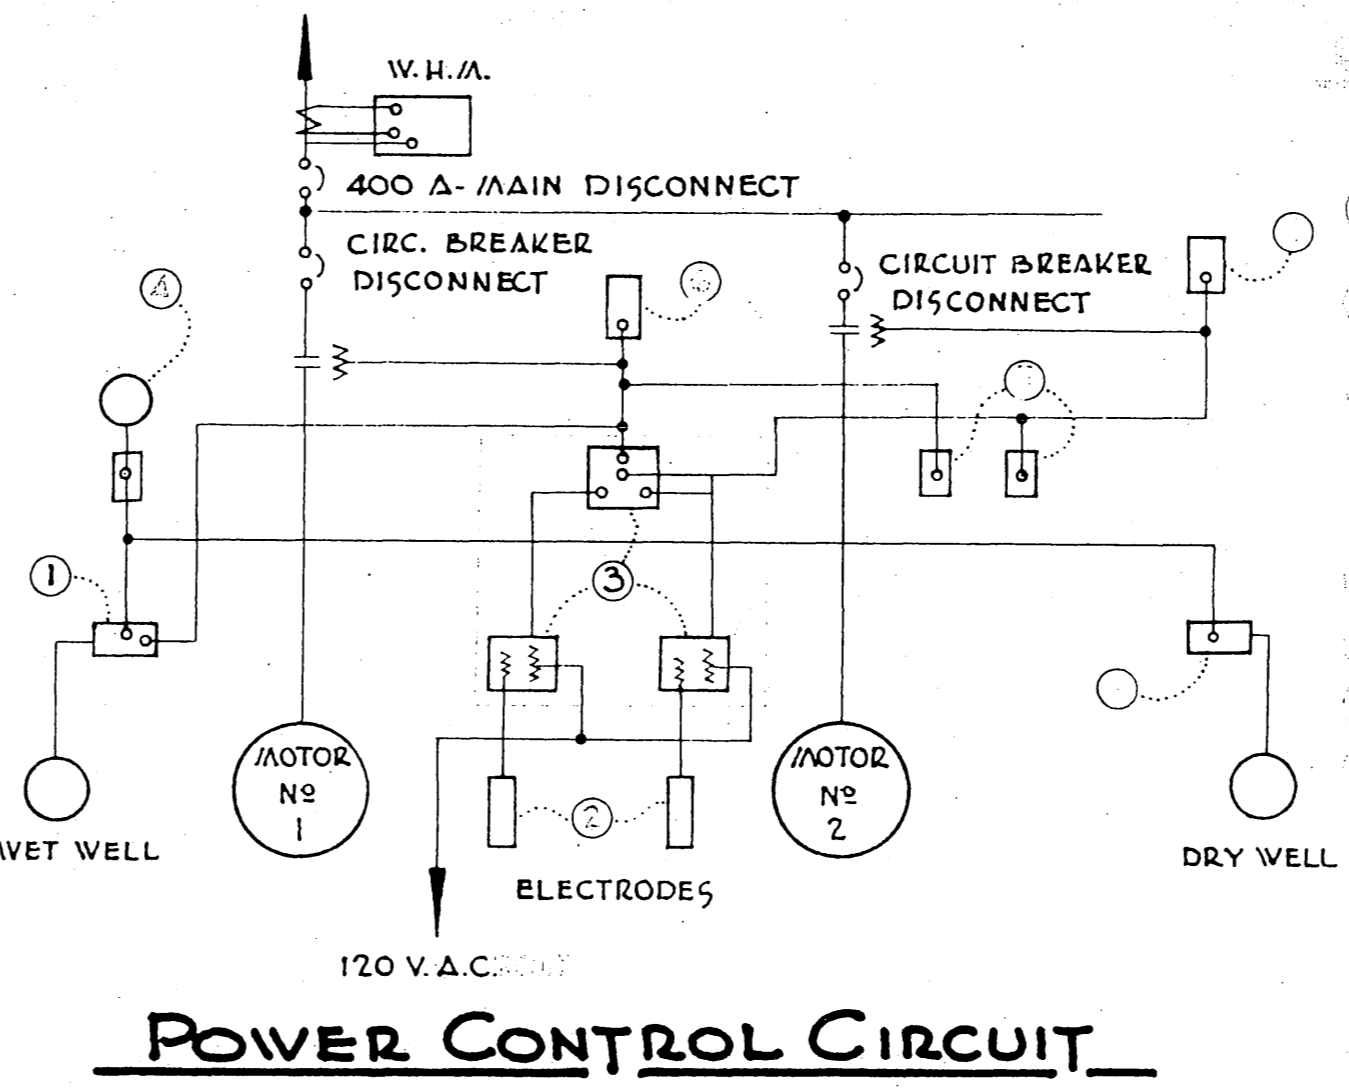 W.H.M.
400 A-MAIN DISCONNECT
CIRC. BREAKER
DISCONNECT
CIRCUIT BREAKER
DISCONNECT
4
1
3
MOTOR
Nº
1
2
MOTOR
Nº
2
WET WELL
DRY WELL
ELECTRODES
120 V.A.C.
POWER CONTROL CIRCUIT